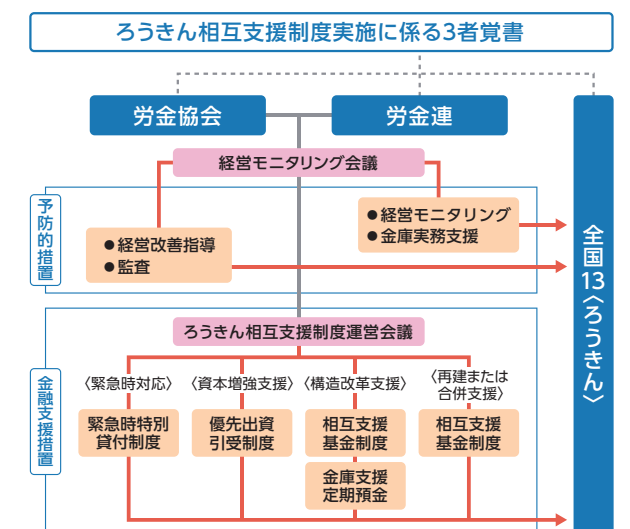 ろうきん相互支援制度実施に係る3者覚書
労金協会
労金連
経営モニタリング会議
予防的措置
●経営改善指導
●監査
●経営モニタリング
●金庫実務支援
全国13〈ろうきん〉
ろうきん相互支援制度運営会議
金融支援措置
〈緊急時対応〉
〈資本増強支援〉
〈構造改革支援〉
〈再建または
合併支援〉
緊急時特別
貸付制度
優先出資
引受制度
相互支援
基金制度
相互支援
基金制度
金庫支援
定期預金